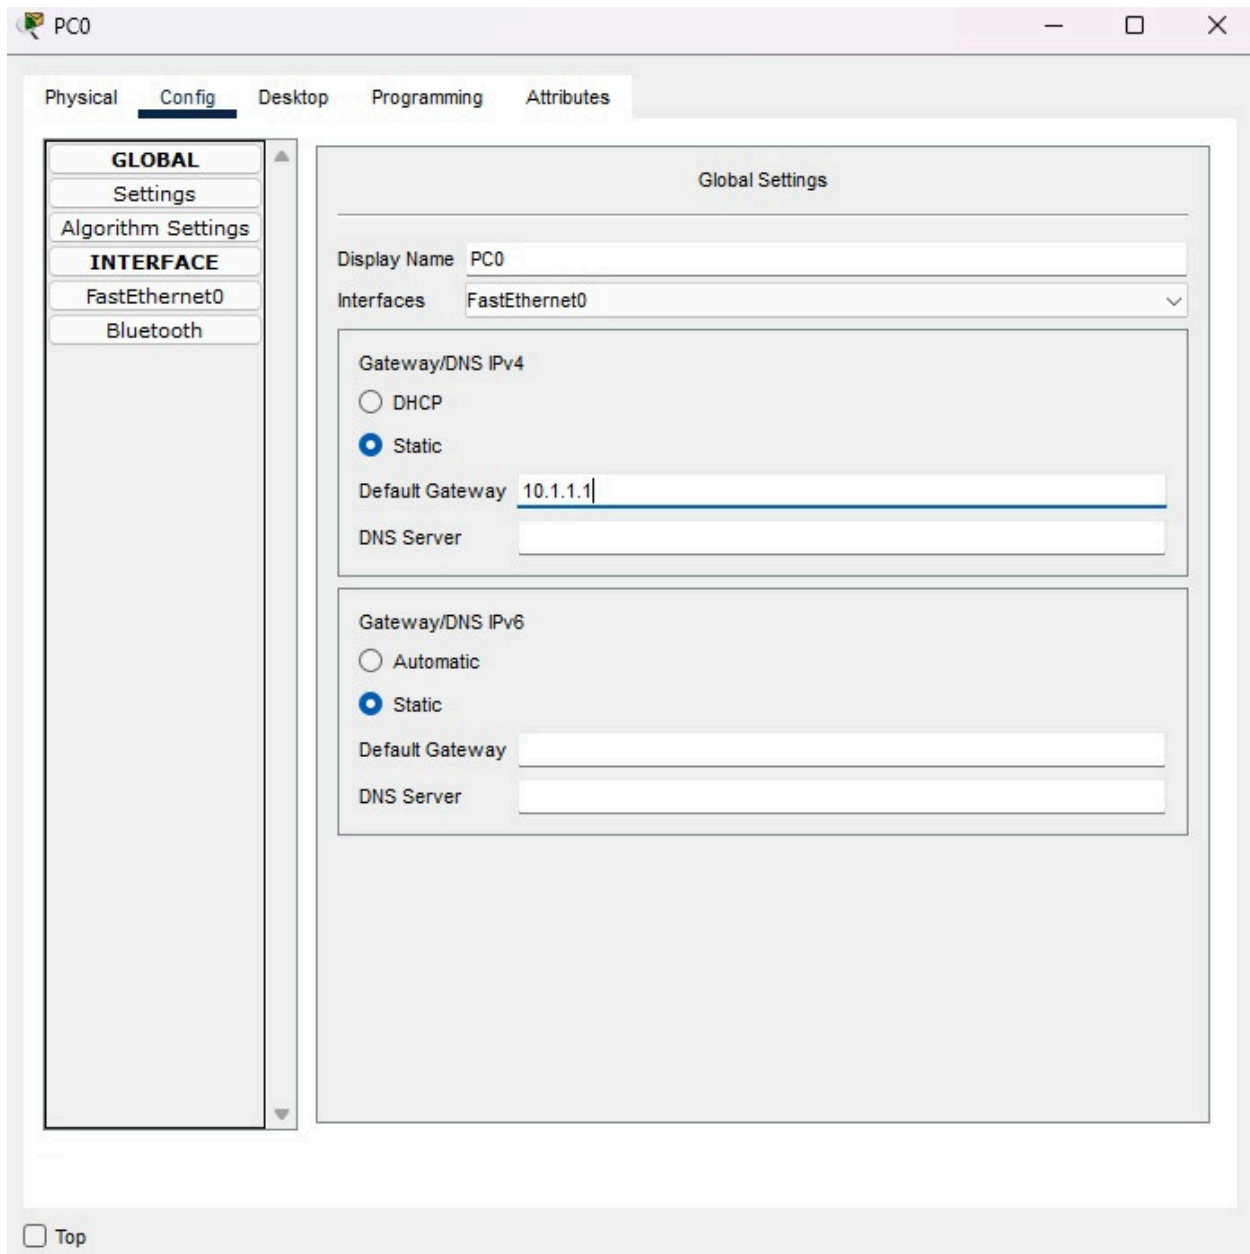 PC0
Physical Config Desktop Programming Attributes
GLOBAL
Settings
Algorithm Settings
INTERFACE
FastEthernet0
Bluetooth
Global Settings
Display Name PC0
Interfaces FastEthernet0
Gateway/DNS IPv4
DHCP
Static
Default Gateway 10.1.1.1
DNS Server
Gateway/DNS IPv6
Automatic
Static
Default Gateway
DNS Server
Top